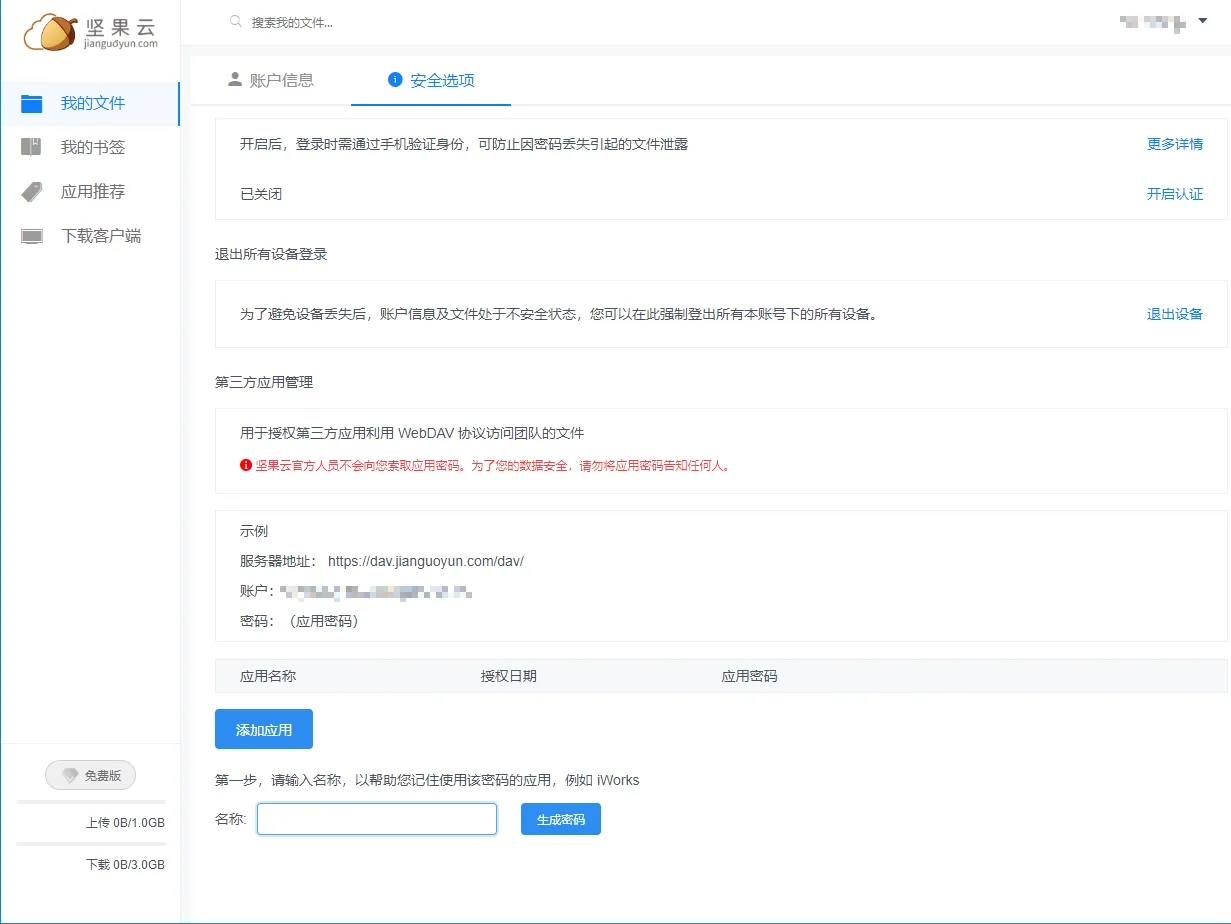 坚果云
jianguoyun.com
搜索我的文件...
我的文件
我的书签
应用推荐
下载客户端
免费版
上传 0B/1.0GB
下载 0B/3.0GB
账户信息
安全选项
开启后，登录时需通过手机验证身份，可防止因密码丢失引起的文件泄露
更多详情
已关闭
开启认证
退出所有设备登录
为了避免设备丢失后，账户信息及文件处于不安全状态，您可以在此强制登出所有本账号下的所有设备。
退出设备
第三方应用管理
用于授权第三方应用利用 WebDAV 协议访问团队的文件
坚果云官方人员不会向您索取应用密码。为了您的数据安全，请勿将应用密码告知任何人。
示例
服务器地址： https://dav.jianguoyun.com/dav/
账户：
密码：（应用密码）
应用名称 授权日期 应用密码
添加应用
第一步，请输入名称，以帮助您记住使用该密码的应用，例如 iWorks
名称:
生成密码